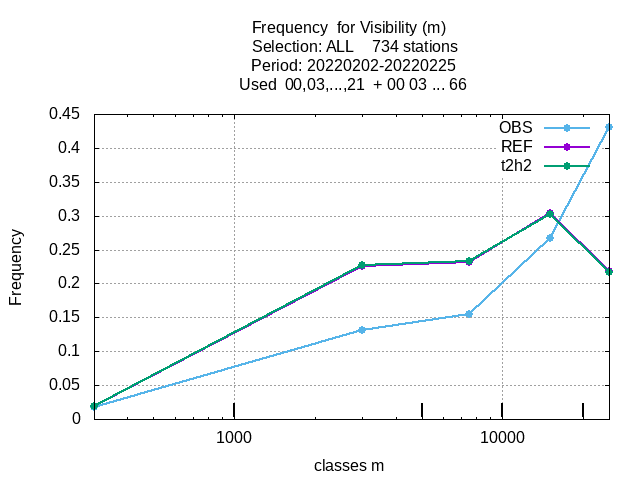 Frequency  for Visibility (m)
Selection: ALL    734 stations
Period: 20220202-20220225
Used  00,03,...,21  + 00 03 ... 66
0.45
0.4
0.35
0.3
0.25
0.2
0.15
0.1
0.05
0
Frequency
OBS
REF
t2h2
1000
10000
classes m